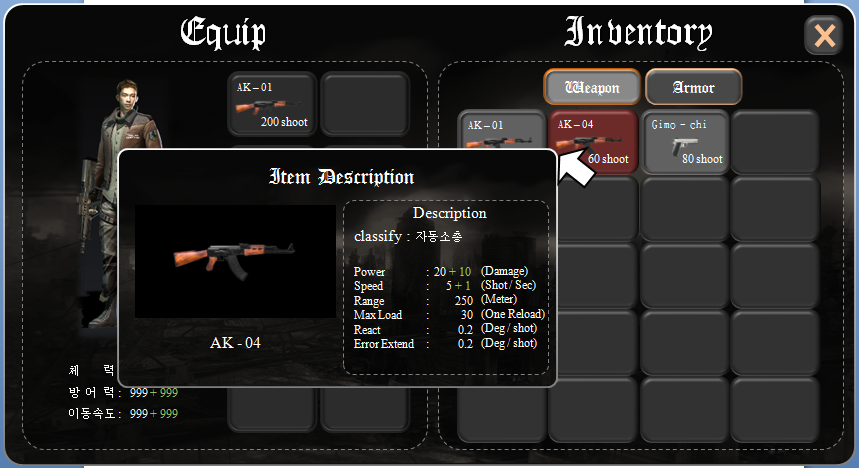 Equip
Inventory
Weapon
Armor
AK - 01
200 shoot
AK - 01
AK - 04
60 shoot
Gimo - chi
80 shoot
Item Description
AK - 04
Description
classify : 자동소총
Power : 20 + 10 (Damage)
Speed : 5 + 1 (Shot / Sec)
Range : 250 (Meter)
Max Load : 30 (One Reload)
React : 0.2 (Deg / shot)
Error Extend : 0.2 (Deg / shot)
체 력
방 어 력 : 999 + 999
이동속도 : 999 + 999